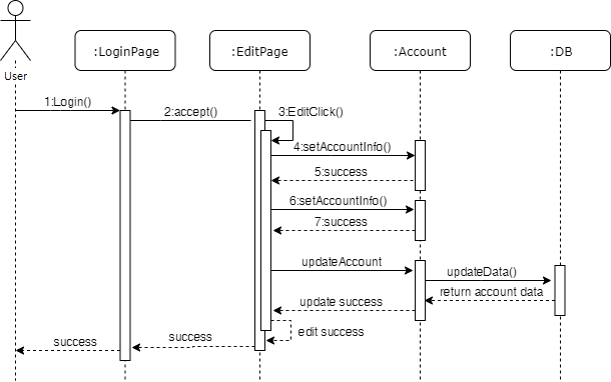 :LoginPage
:EditPage
:Account
:DB
User
1:Login()
2:accept()
3:EditClick()
4:setAccountInfo()
5:success
6:setAccountInfo()
7:success
updateAccount
updateData()
return account data
update success
edit success
success
success